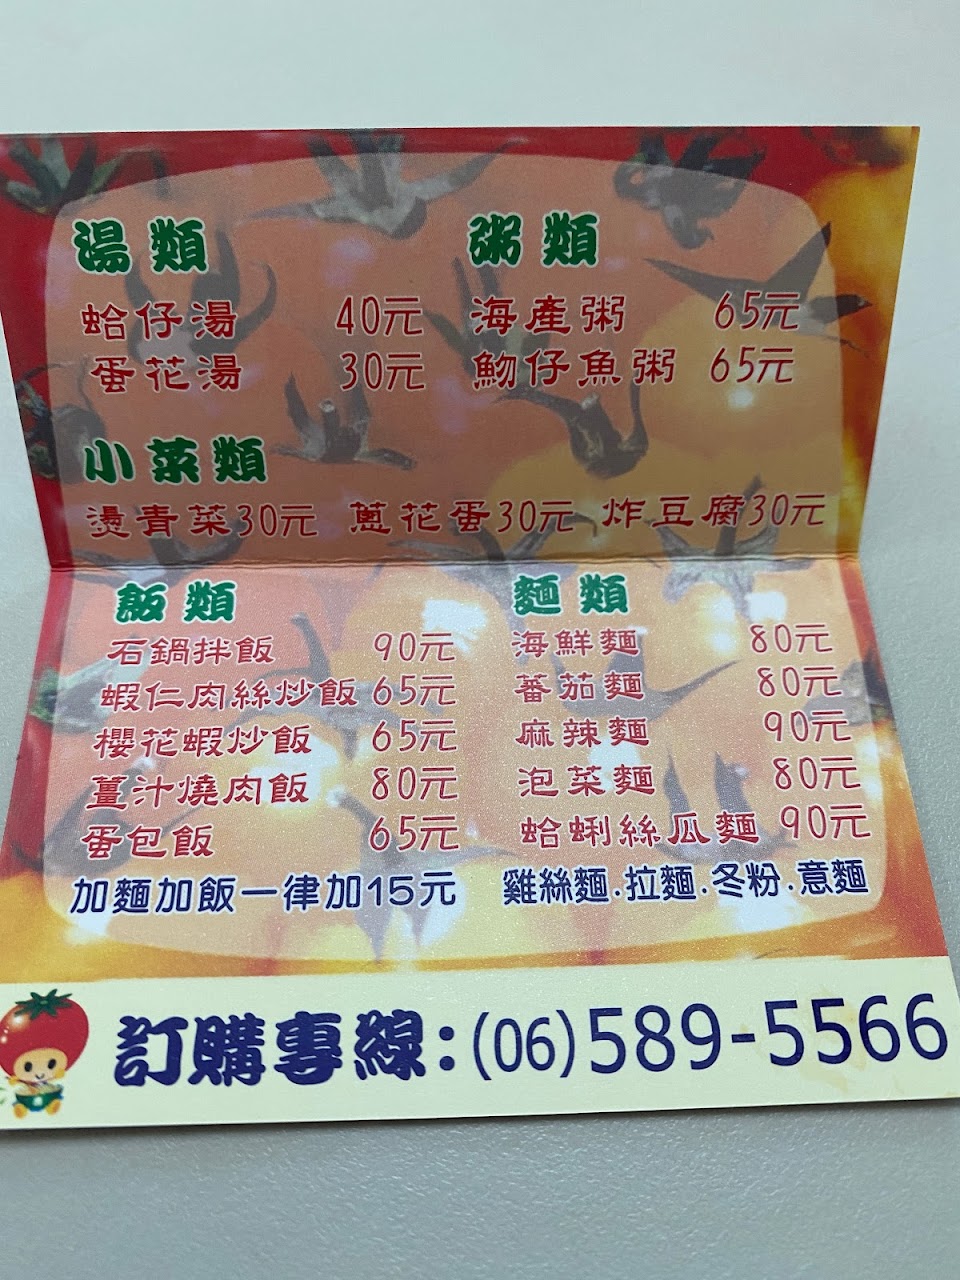 湯類
蛤仔湯 40元
蛋花湯 30元
粥類
海產粥 65元
魩仔魚粥 65元
小菜類
燙青菜30元 蔥花蛋30元 炸豆腐30元
飯類
石鍋拌飯 90元
蝦仁肉絲炒飯 65元
櫻花蝦炒飯 65元
薑汁燒肉飯 80元
蛋包飯 65元
加麵加飯一律加15元
麵類
海鮮麵 80元
蕃茄麵 80元
麻辣麵 90元
泡菜麵 80元
蛤蜊絲瓜麵 90元
雞絲麵.拉麵.冬粉.意麵
訂購專線:(06)589-5566